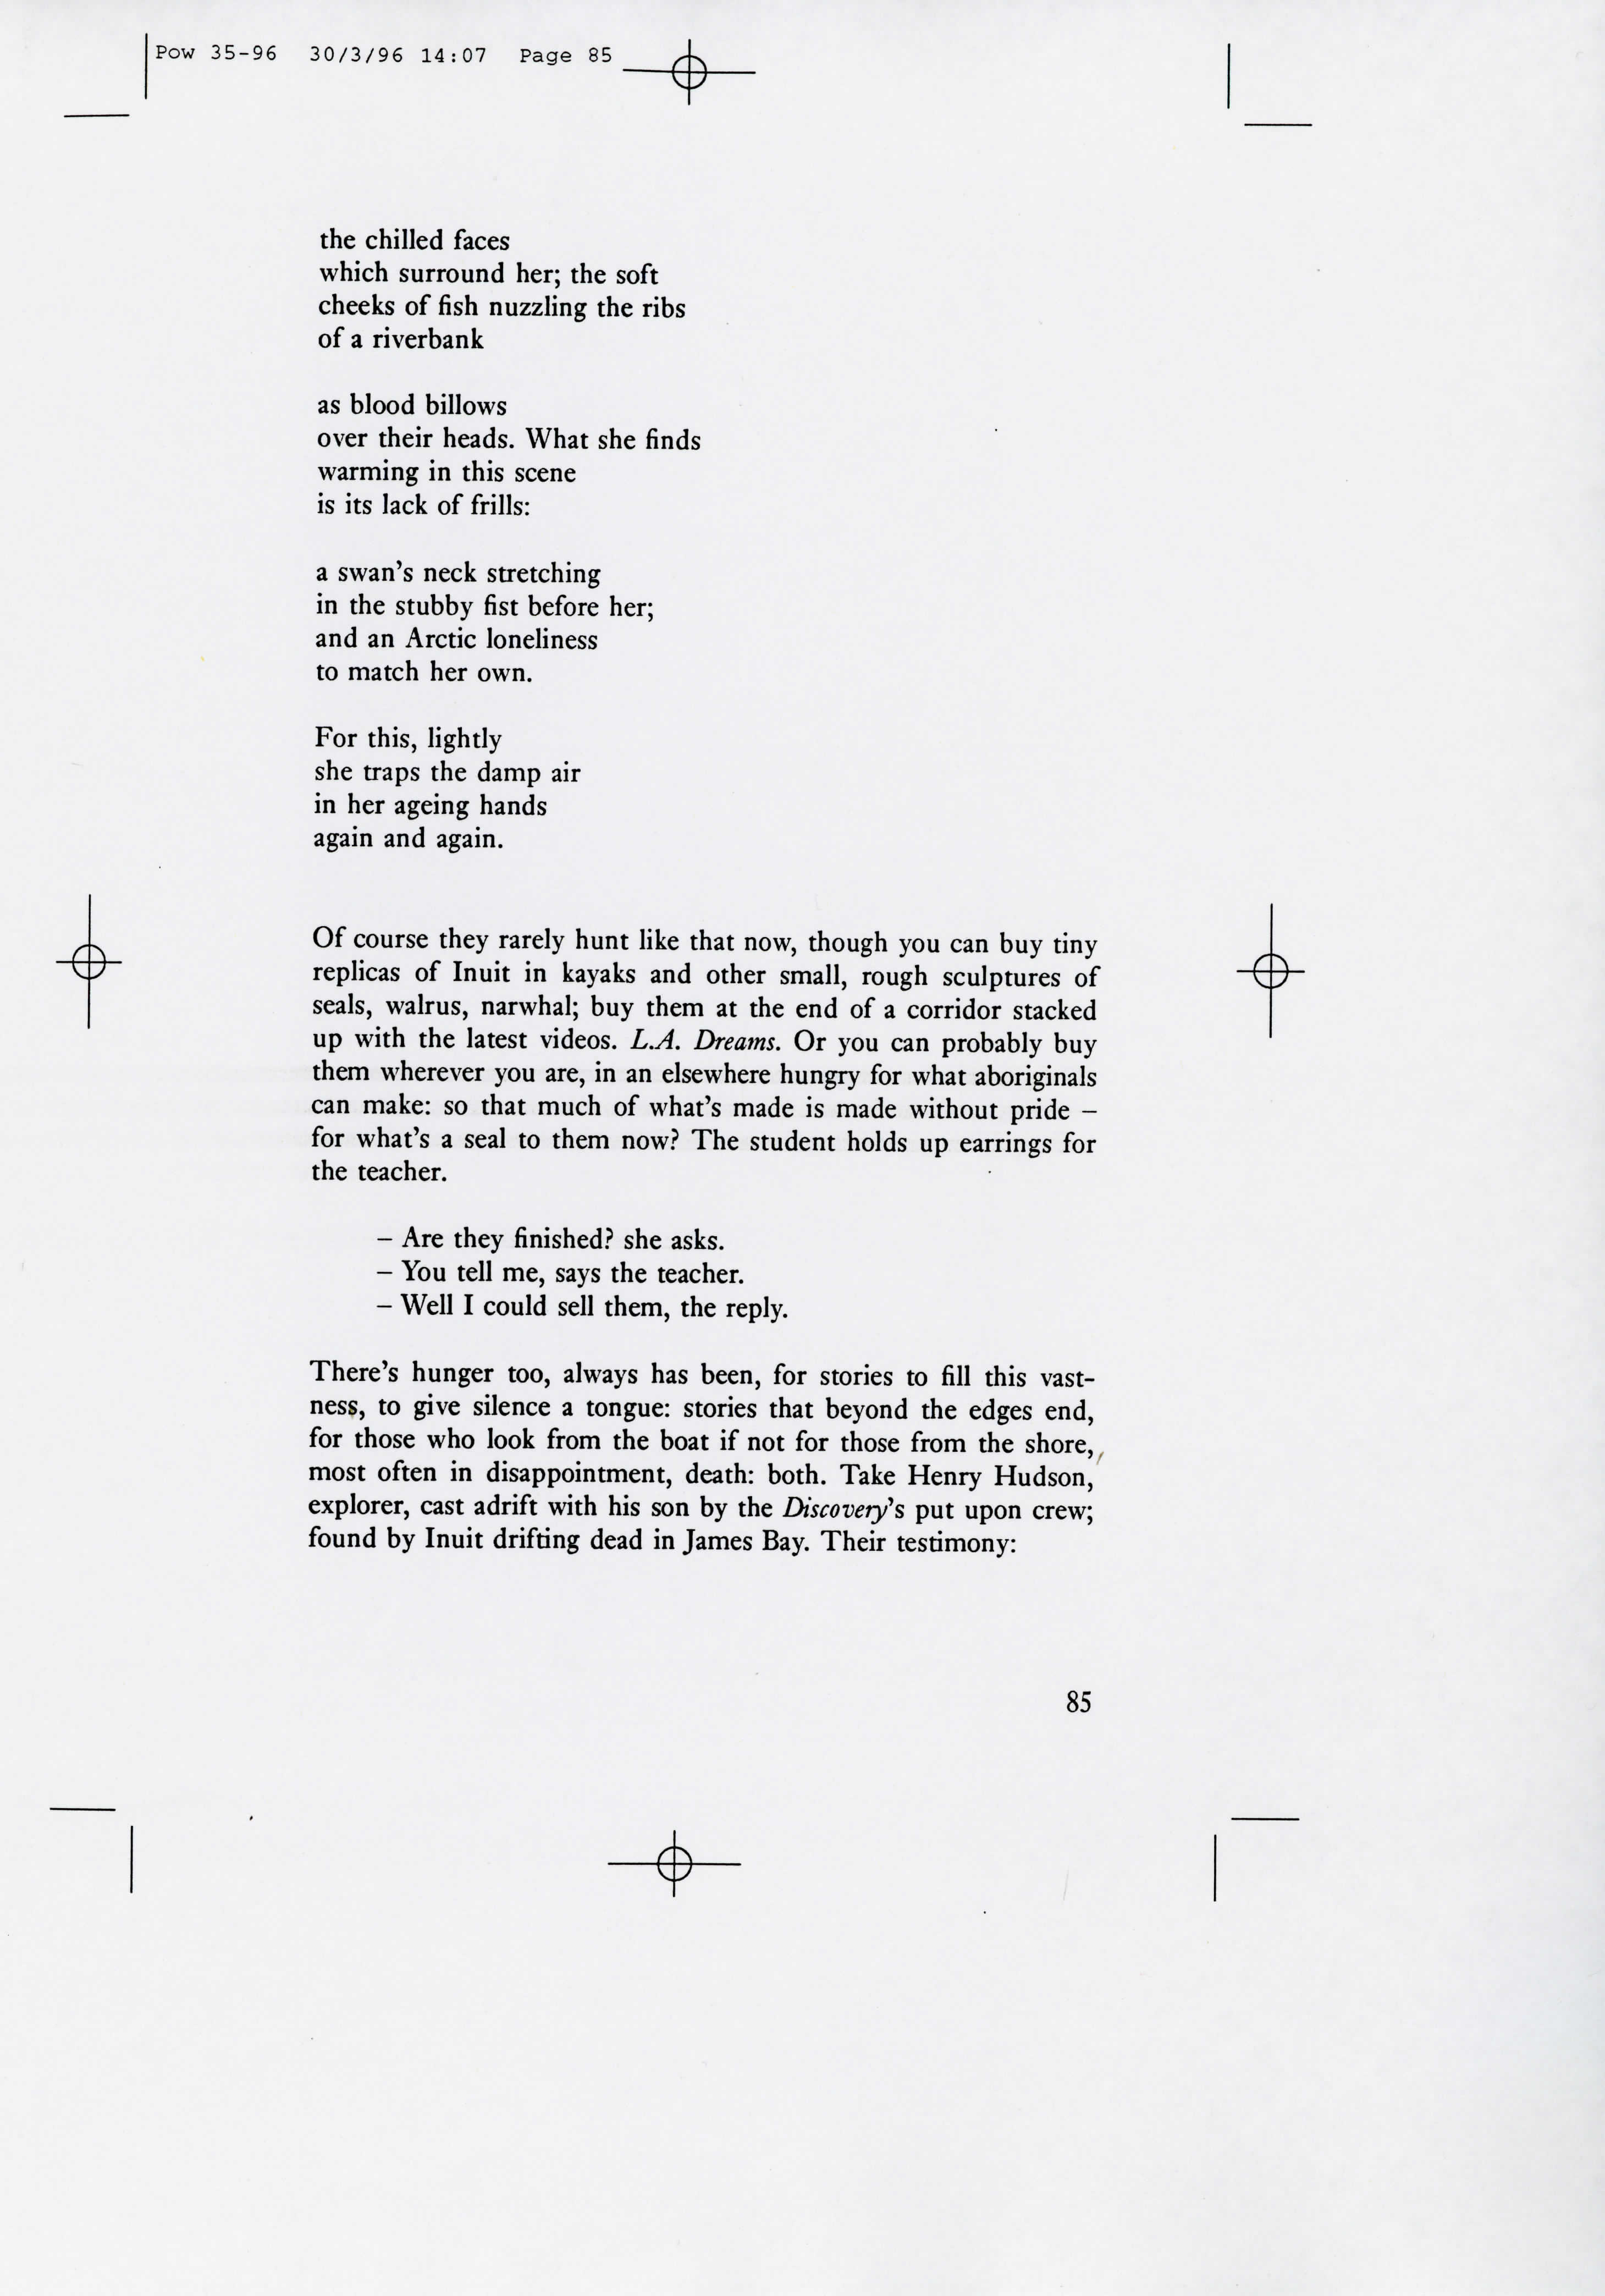 Pow 35-96 30/3/96 14:07 Page 85
the chilled faces
which surround her; the soft
cheeks of fish nuzzling the ribs
of a riverbank
as blood billows
over their heads. What she finds
warming in this scene
is its lack of frills:
a swan's neck stretching
in the stubby fist before her;
and an Arctic loneliness
to match her own.
For this, lightly
she traps the damp air
in her ageing hands
again and again.
Of course they rarely hunt like that now, though you can buy tiny
replicas of Inuit in kayaks and other small, rough sculptures of
seals, walrus, narwhal; buy them at the end of a corridor stacked
up with the latest videos. L.A. Dreams. Or you can probably buy
them wherever you are, in an elsewhere hungry for what aboriginals
can make: so that much of what's made is made without pride –
for what's a seal to them now? The student holds up earrings for
the teacher.
– Are they finished? she asks.
– You tell me, says the teacher.
– Well I could sell them, the reply.
There's hunger too, always has been, for stories to fill this vast-
ness, to give silence a tongue: stories that beyond the edges end,
for those who look from the boat if not for those from the shore,
most often in disappointment, death: both. Take Henry Hudson,
explorer, cast adrift with his son by the Discovery's put upon crew;
found by Inuit drifting dead in James Bay. Their testimony:
85